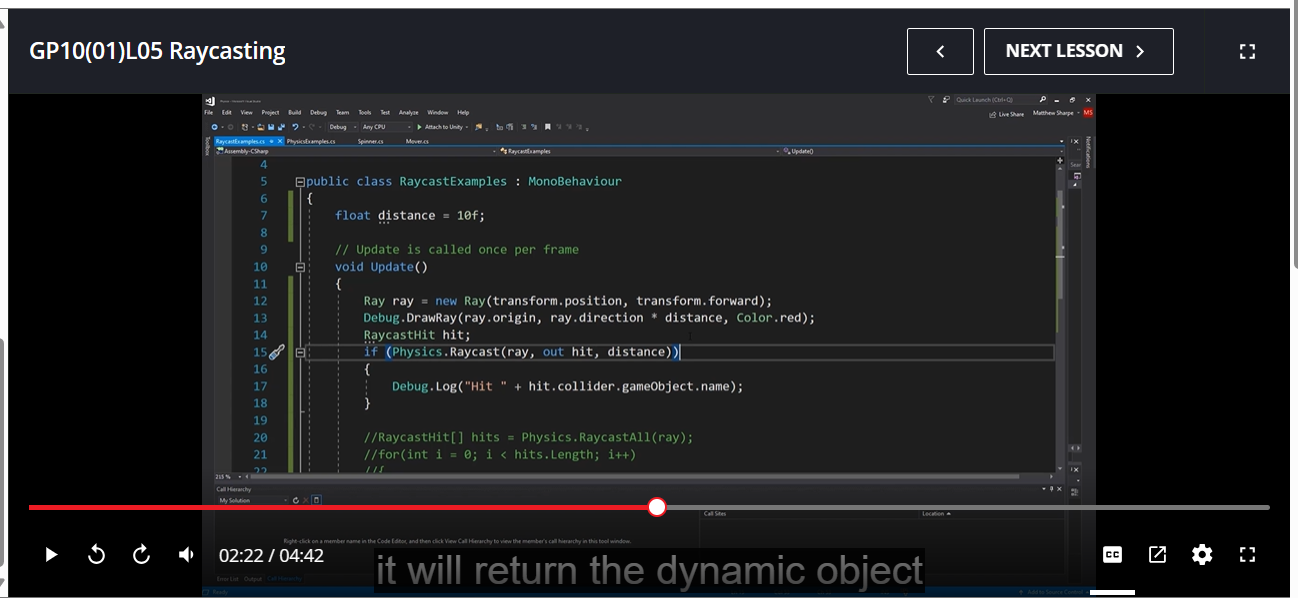 GP10(01)L05 Raycasting
NEXT LESSON
Quick Launch (Ctrl+Q)
File Edit View Project Build Debug Team Tools Test Analyze Window Help
Live Share Matthew Sharpe MS
Debug Any CPU Attach to Unity
RaycastExamples.cs PhysicsExamples.cs Spinner.cs Mover.cs
Assembly-CSharp RaycastExamples Update()
4
5 public class RaycastExamples : MonoBehaviour
6 {
7 float distance = 10f;
8
9 // Update is called once per frame
10 void Update()
11 {
12 Ray ray = new Ray(transform.position, transform.forward);
13 Debug.DrawRay(ray.origin, ray.direction * distance, Color.red);
14 RaycastHit hit;
15 if (Physics.Raycast(ray, out hit, distance))
16 {
17 Debug.Log("Hit " + hit.collider.gameObject.name);
18 }
19
20 //RaycastHit[] hits = Physics.RaycastAll(ray);
21 //for(int i = 0; i < hits.Length; i++)
22 //{
Call Hierarchy
My Solution
Call Sites Location
Right-click on a member name in the Code Editor, and then click View Call Hierarchy to view the member's call hierarchy in this tool window.
02:22 / 04:42
CC
it will return the dynamic object
Error List Output Call Hierarchy
Ready